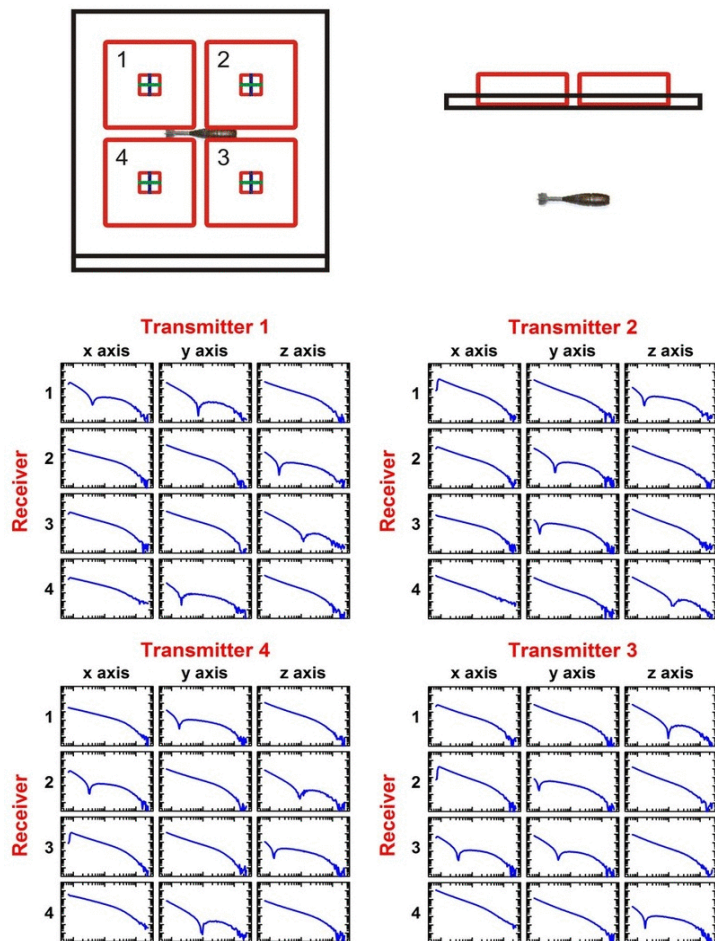 1 2
4 3
Transmitter 1
x axis y axis z axis
Receiver
1
2
3
4
Transmitter 2
x axis y axis z axis
Receiver
1
2
3
4
Transmitter 4
x axis y axis z axis
Receiver
1
2
3
4
Transmitter 3
x axis y axis z axis
Receiver
1
2
3
4